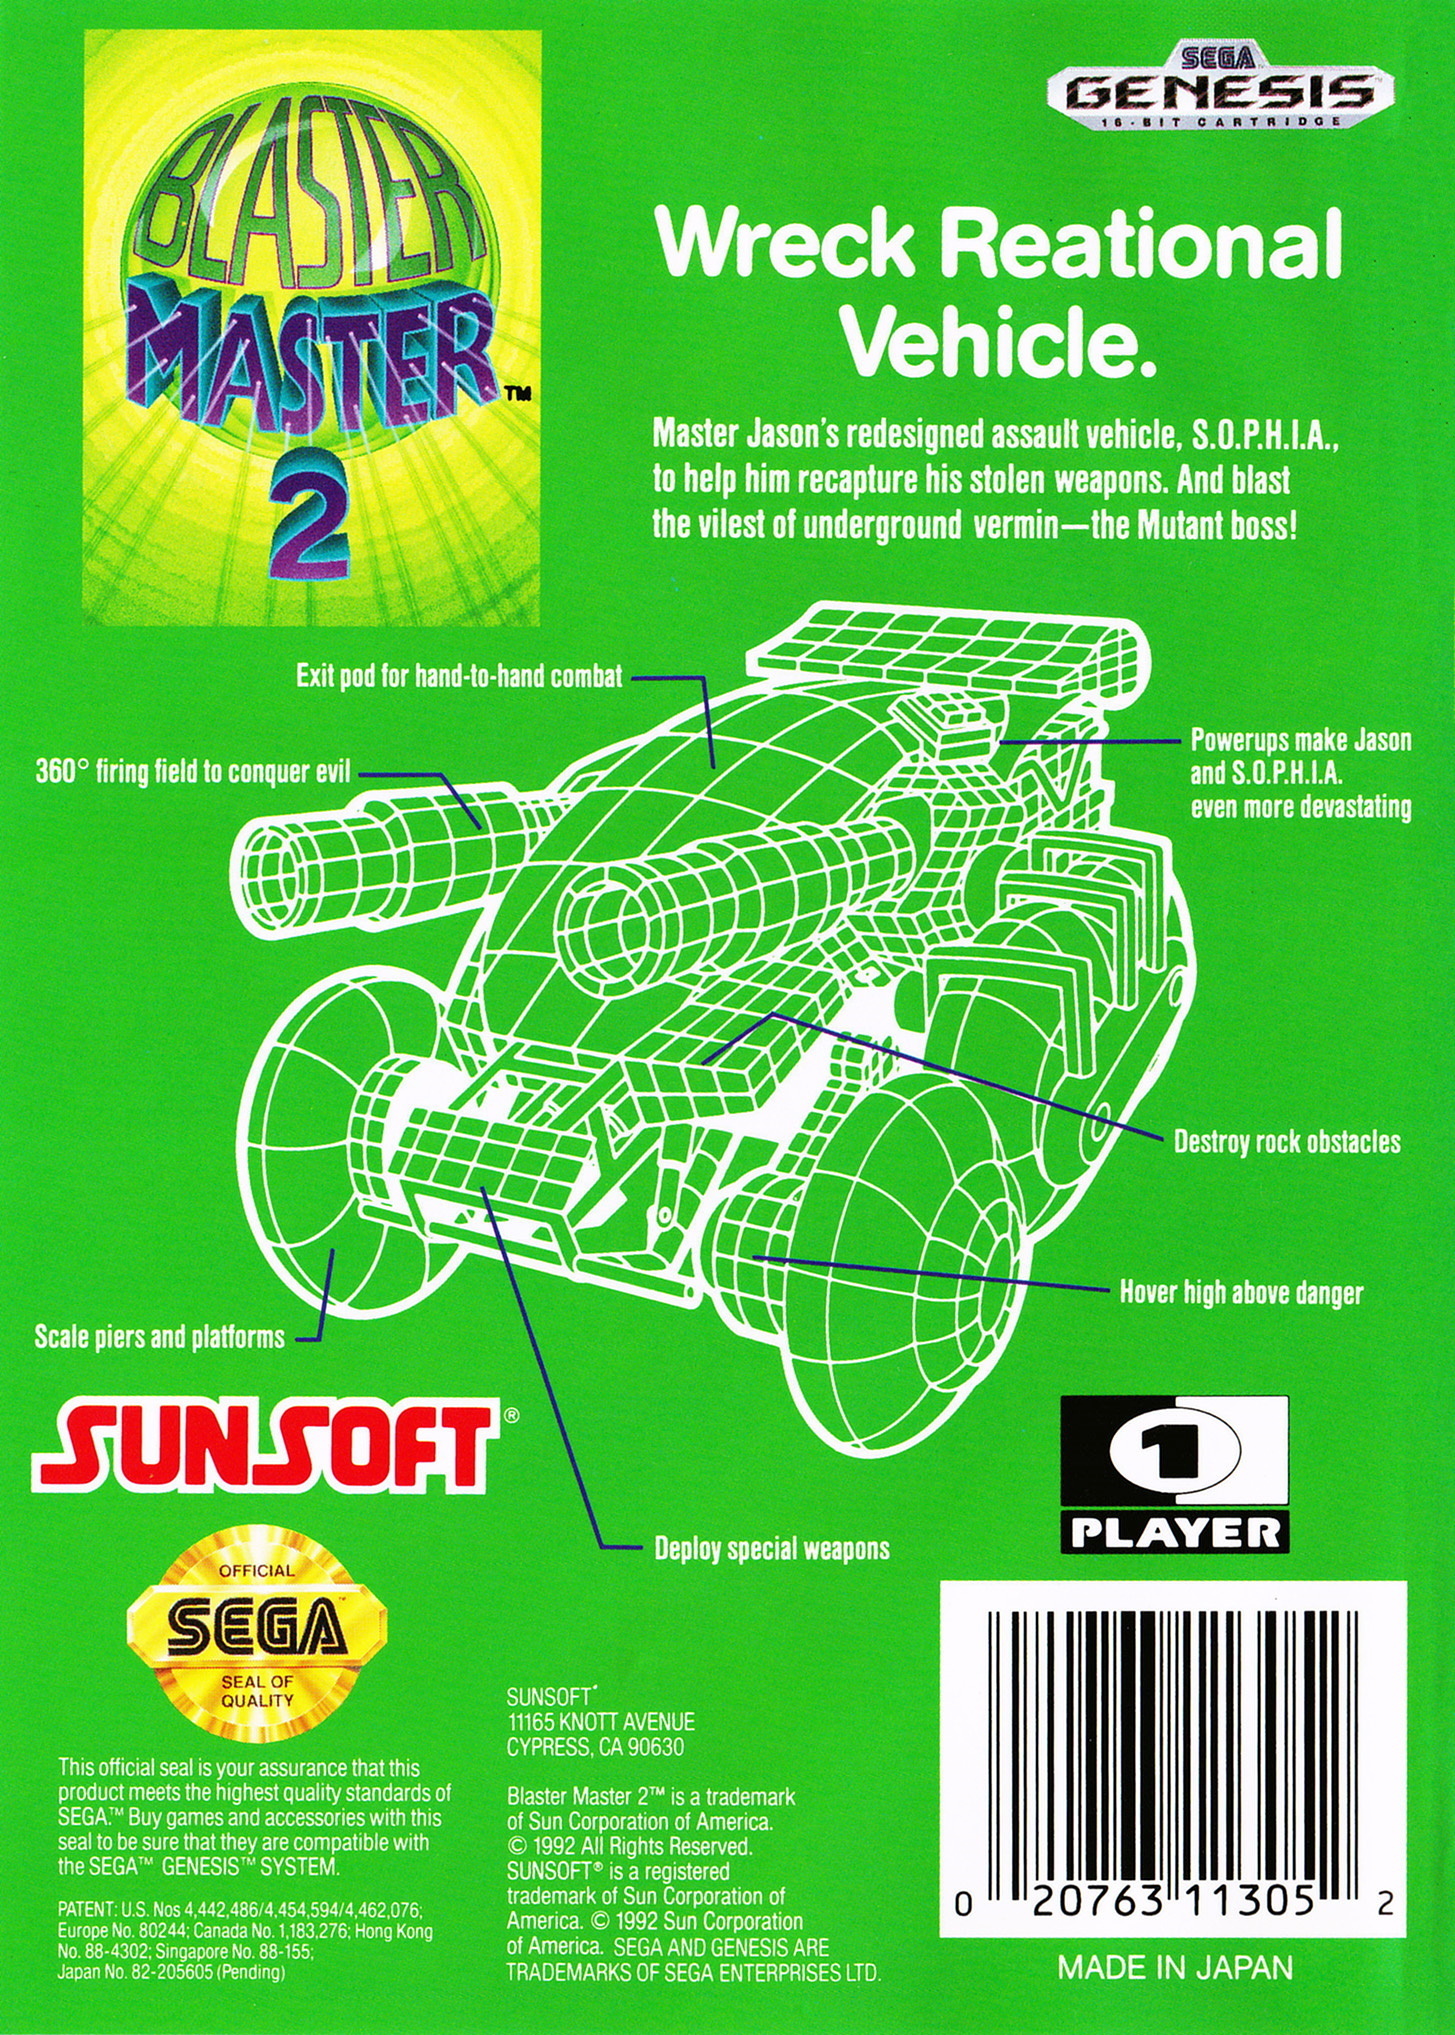 BLASTER
MASTER™
2
SEGA
GENESIS™
16-BIT CARTRIDGE
Wreck Reational
Vehicle.
Master Jason's redesigned assault vehicle, S.O.P.H.I.A.,
to help him recapture his stolen weapons. And blast
the vilest of underground vermin—the Mutant boss!
Exit pod for hand-to-hand combat
360° firing field to conquer evil
Powerups make Jason
and S.O.P.H.I.A.
even more devastating
Destroy rock obstacles
Hover high above danger
Scale piers and platforms
Deploy special weapons
SUNSOFT®
1
PLAYER
OFFICIAL
SEGA™
SEAL OF
QUALITY
This official seal is your assurance that this
product meets the highest quality standards of
SEGA.™ Buy games and accessories with this
seal to be sure that they are compatible with
the SEGA™ GENESIS™ SYSTEM.
PATENT: U.S. Nos 4,442,486/4,454,594/4,462,076;
Europe No. 80244; Canada No. 1,183,276; Hong Kong
No. 88-4302; Singapore No. 88-155;
Japan No. 82-205605 (Pending)
SUNSOFT®
11165 KNOTT AVENUE
CYPRESS, CA 90630
Blaster Master 2™ is a trademark
of Sun Corporation of America.
© 1992 All Rights Reserved.
SUNSOFT® is a registered
trademark of Sun Corporation of
America. © 1992 Sun Corporation
of America. SEGA AND GENESIS ARE
TRADEMARKS OF SEGA ENTERPRISES LTD.
0 20763 11305 2
MADE IN JAPAN